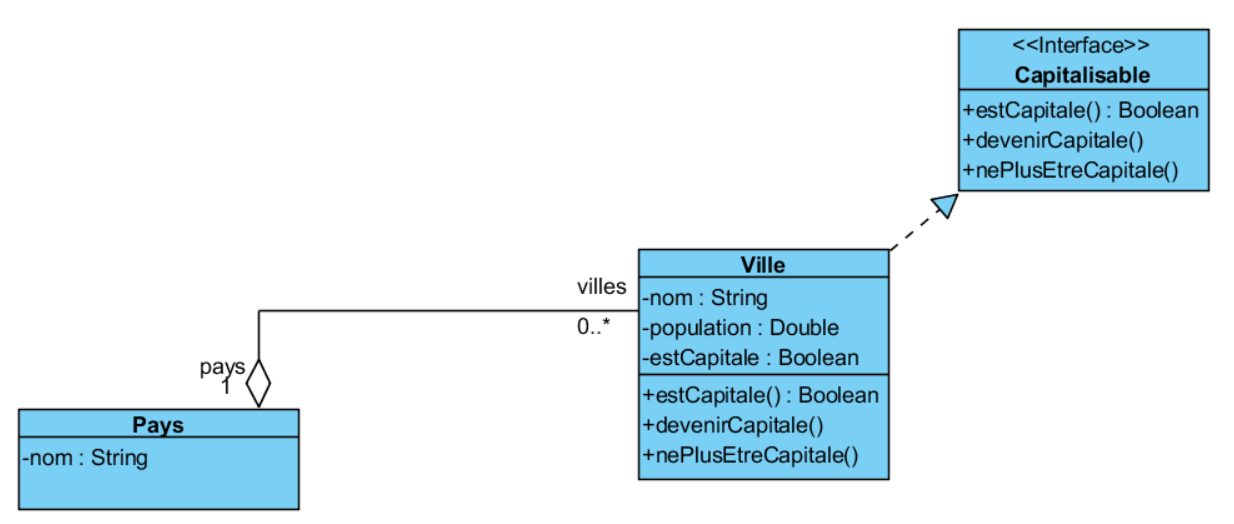 <<Interface>>
Capitalisable
+estCapitale() : Boolean
+devenirCapitale()
+nePlusEtreCapitale()
Ville
-nom : String
-population : Double
-estCapitale : Boolean
+estCapitale() : Boolean
+devenirCapitale()
+nePlusEtreCapitale()
villes
0..*
pays
1
Pays
-nom : String